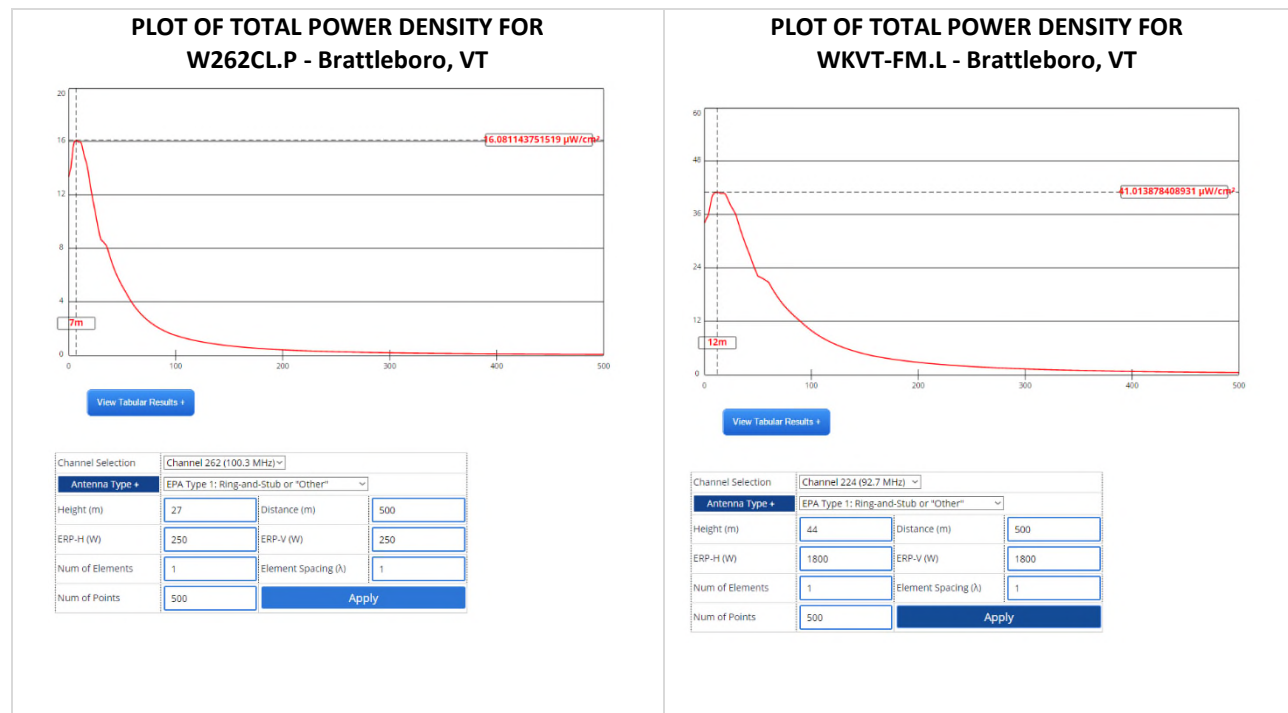 PLOT OF TOTAL POWER DENSITY FOR
W262CL.P - Brattleboro, VT
20
16
12
8
4
0
16.081143751519 µW/cm²
7m
0 100 200 300 400 500
View Tabular Results +
Channel Selection Channel 262 (100.3 MHz)
Antenna Type + EPA Type 1: Ring-and-Stub or "Other"
Height (m) 27 Distance (m) 500
ERP-H (W) 250 ERP-V (W) 250
Num of Elements 1 Element Spacing (λ) 1
Num of Points 500 Apply
PLOT OF TOTAL POWER DENSITY FOR
WKVT-FM.L - Brattleboro, VT
60
48
36
24
12
0
41.013878408931 µW/cm²
12m
0 100 200 300 400 500
View Tabular Results +
Channel Selection Channel 224 (92.7 MHz)
Antenna Type + EPA Type 1: Ring-and-Stub or "Other"
Height (m) 44 Distance (m) 500
ERP-H (W) 1800 ERP-V (W) 1800
Num of Elements 1 Element Spacing (λ) 1
Num of Points 500 Apply